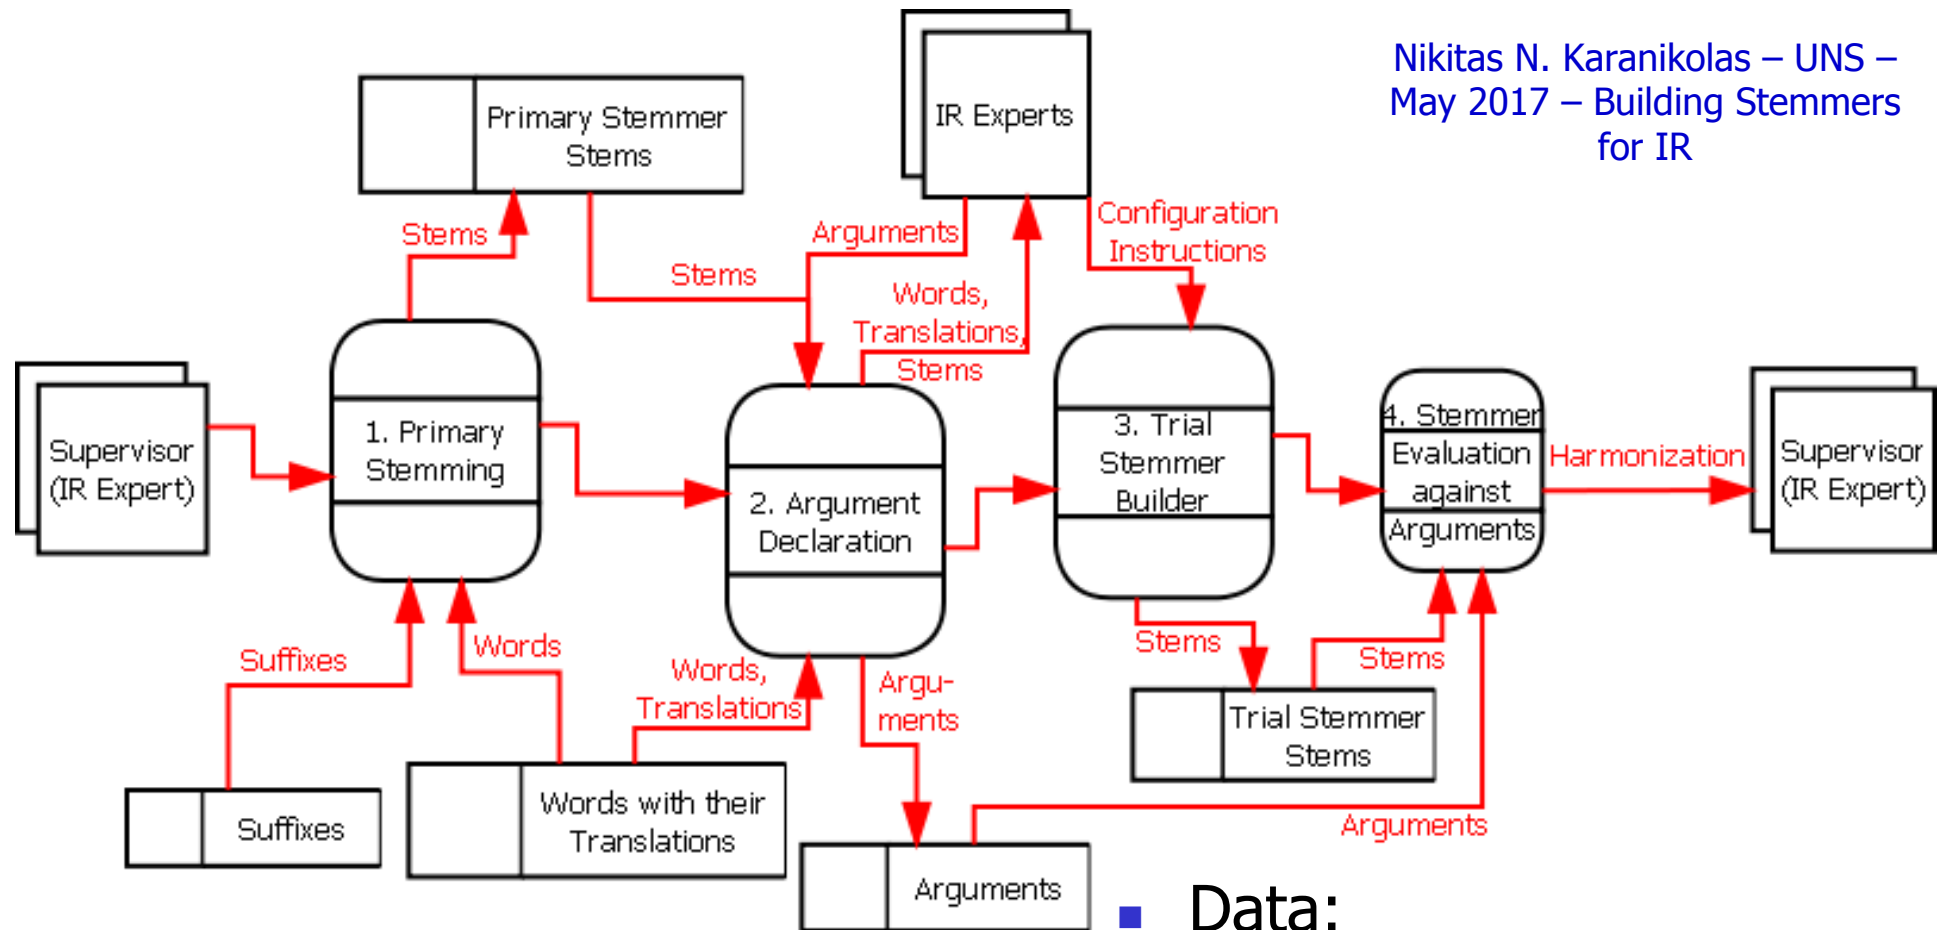 Nikitas N. Karanikolas – UNS –
May 2017 – Building Stemmers
for IR
Primary Stemmer
Stems
IR Experts
Stems
Arguments
Configuration
Instructions
Stems
Words,
Translations,
Stems
Supervisor
(IR Expert)
1. Primary
Stemming
2. Argument
Declaration
3. Trial
Stemmer
Builder
4. Stemmer
Evaluation
against
Arguments
Harmonization
Supervisor
(IR Expert)
Suffixes
Words
Words,
Translations
Argu-
ments
Stems
Stems
Trial Stemmer
Stems
Suffixes
Words with their
Translations
Arguments
Arguments
Data: